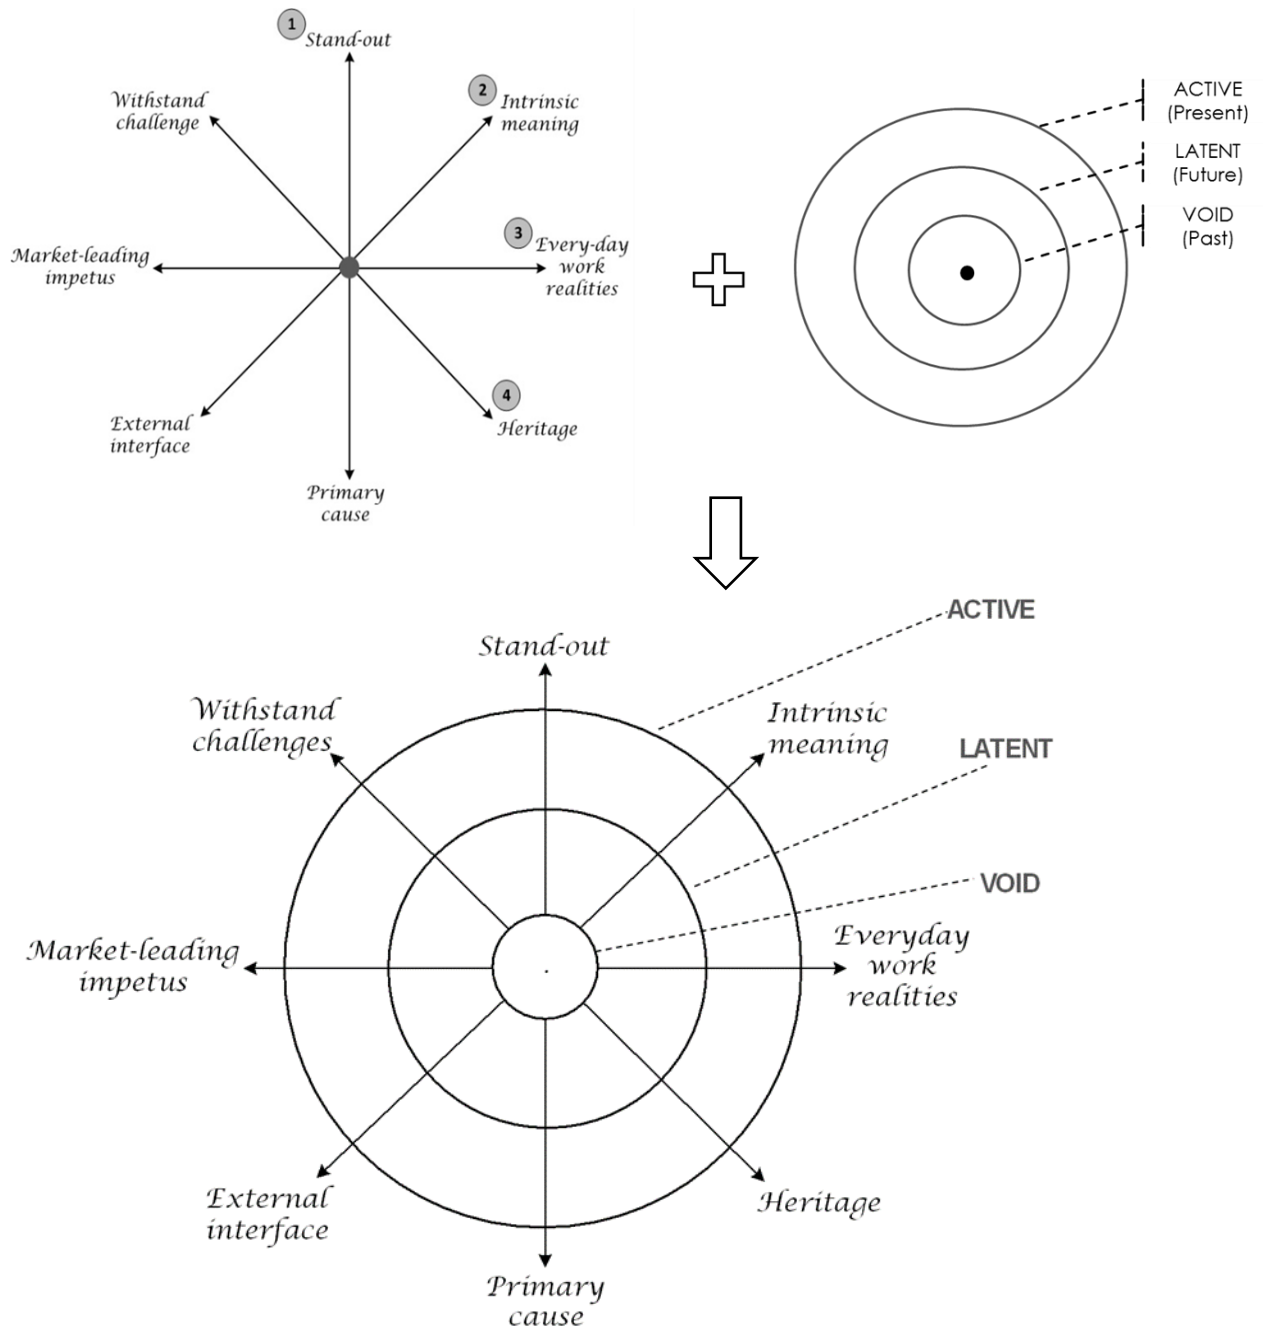 1
Stand-out
2
Intrinsic
meaning
3
Every-day
work
realities
4
Heritage
Primary
cause
External
interface
Market-leading
impetus
Withstand
challenge
ACTIVE
(Present)
LATENT
(Future)
VOID
(Past)
ACTIVE
LATENT
VOID
Stand-out
Intrinsic
meaning
Everyday
work
realities
Heritage
Primary
cause
External
interface
Market-leading
impetus
Withstand
challenges